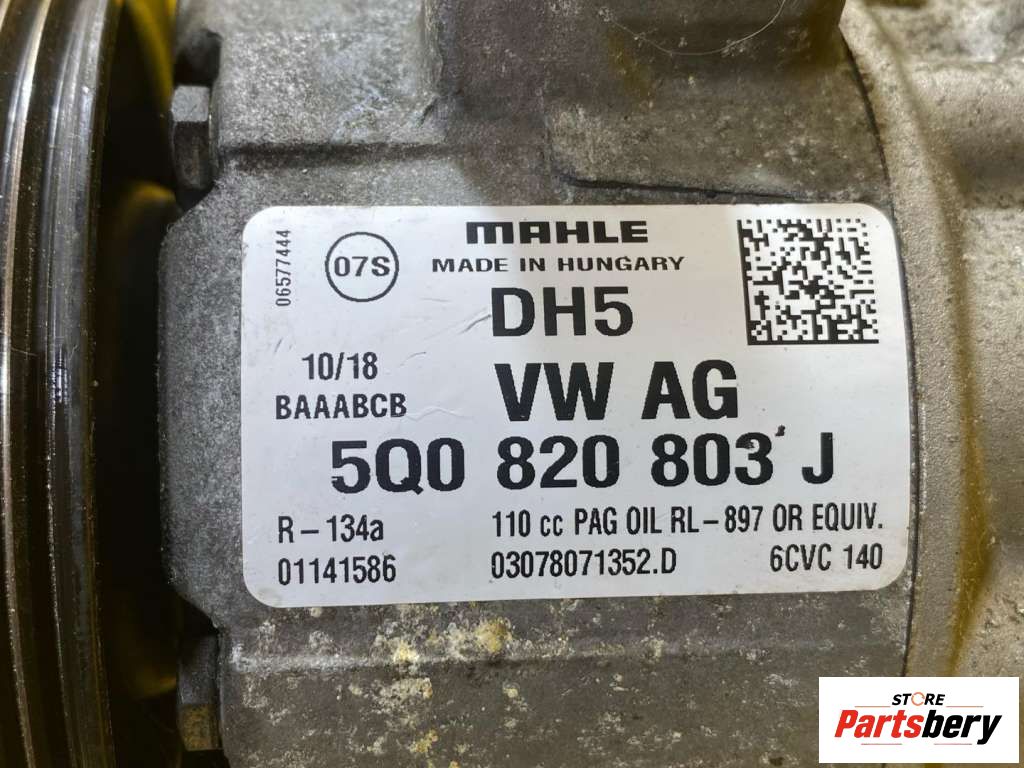 06577444
07S
MAHLE
MADE IN HUNGARY
DH5
10/18
BAAABCB
VW AG
5Q0 820 803 J
R-134a
110 cc PAG OIL RL-897 OR EQUIV.
01141586
03078071352.D
6CVC 140
STORE
Partsbery